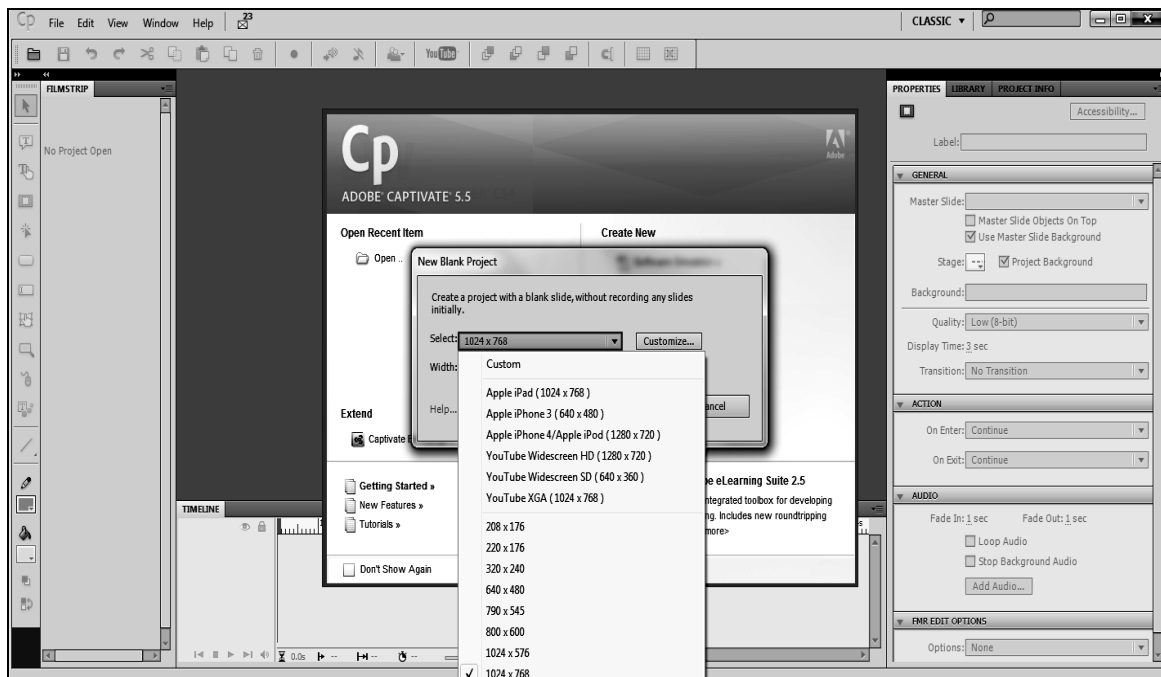 Cp File Edit View Window Help 23 CLASSIC
YouTube
FILMSTRIP
No Project Open
Cp
Adobe
ADOBE® CAPTIVATE® 5.5
Open Recent Item
Open ..
Create New
New Blank Project
Create a project with a blank slide, without recording any slides
initially.
Select: 1024 x 768 Customize...
Width:
Help...
ancel
Custom
Apple iPad ( 1024 x 768 )
Apple iPhone 3 ( 640 x 480 )
Apple iPhone 4/Apple iPod ( 1280 x 720 )
YouTube Widescreen HD ( 1280 x 720 )
YouTube Widescreen SD ( 640 x 360 )
YouTube XGA ( 1024 x 768 )
208 x 176
220 x 176
320 x 240
640 x 480
790 x 545
800 x 600
1024 x 576
1024 x 768
Extend
Captivate
Getting Started »
New Features »
Tutorials »
Don't Show Again
eLearning Suite 2.5
ntegrated toolbox for developing
ng. Includes new roundtripping
more>
TIMELINE
0.0s
PROPERTIES LIBRARY PROJECT INFO
Accessibility...
Label:
GENERAL
Master Slide:
Master Slide Objects On Top
Use Master Slide Background
Stage: Project Background
Background:
Quality: Low (8-bit)
Display Time: 3 sec
Transition: No Transition
ACTION
On Enter: Continue
On Exit: Continue
AUDIO
Fade In: 1 sec Fade Out: 1 sec
Loop Audio
Stop Background Audio
Add Audio...
FMR EDIT OPTIONS
Options: None